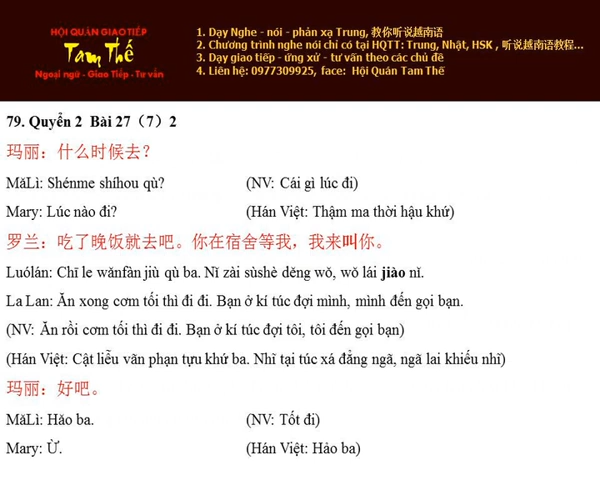 HỘI QUÁN GIAO TIẾP
Tam Thế
Ngoại ngữ - Giao Tiếp - Tư vấn
1. Dạy Nghe - nói - phản xạ Trung, 教你听说越南语
2. Chương trình nghe nói chỉ có tại HQTT: Trung, Nhật, HSK , 听说越南语教程...
3. Dạy giao tiếp - ứng xử - tư vấn theo các chủ đề
4. Liên hệ: 0977309925, face: Hội Quán Tam Thế
79. Quyển 2 Bài 27（7）2
玛丽：什么时候去？
MăLì: Shénme shíhou qù? (NV: Cái gì lúc đi)
Mary: Lúc nào đi? (Hán Việt: Thậm ma thời hậu khứ)
罗兰：吃了晚饭就去吧。你在宿舍等我，我来叫你。
Luólán: Chī le wănfàn jiù qù ba. Nĭ zài sùshè dĕng wŏ, wŏ lái jiào nĭ.
La Lan: Ăn xong cơm tối thì đi đi. Bạn ở kí túc đợi mình, mình đến gọi bạn.
(NV: Ăn rồi cơm tối thì đi đi. Bạn ở kí túc đợi tôi, tôi đến gọi bạn)
(Hán Việt: Cật liễu vãn phạn tựu khứ ba. Nhĩ tại túc xá đẳng ngã, ngã lai khiếu nhĩ)
玛丽：好吧。
MăLì: Hăo ba. (NV: Tốt đi)
Mary: Ừ. (Hán Việt: Hảo ba)